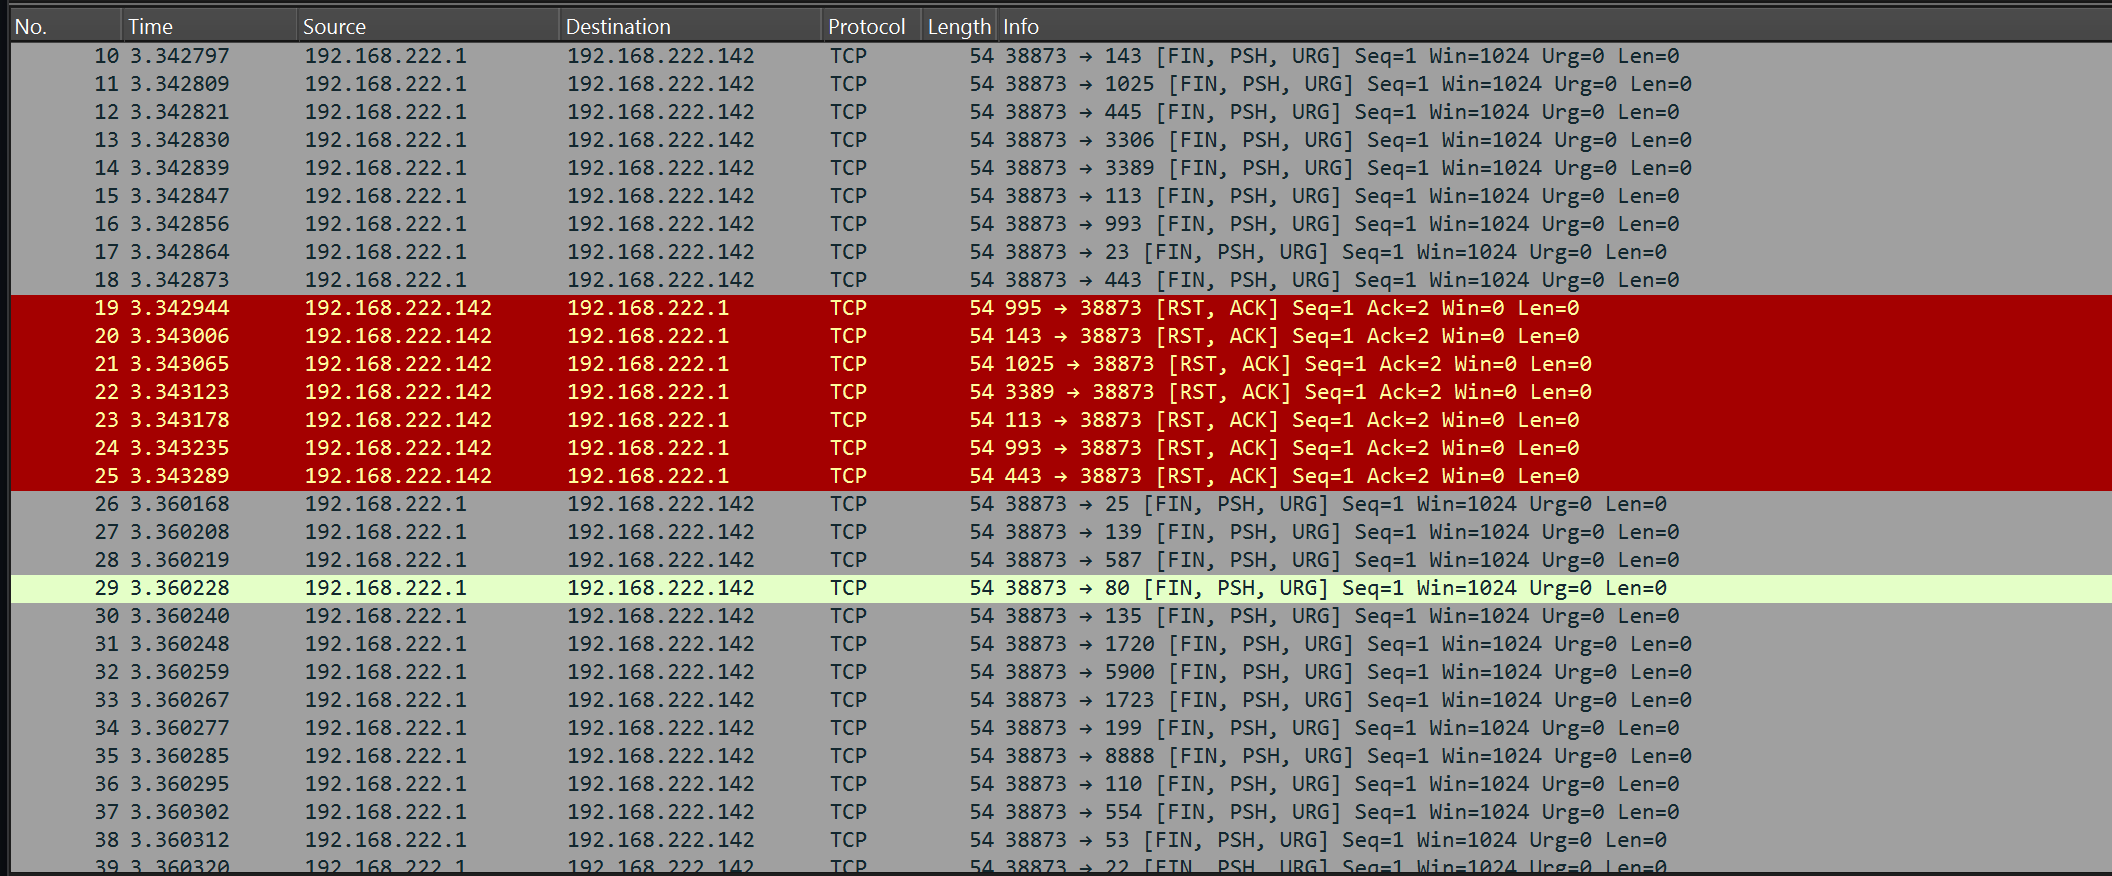 No. Time Source Destination Protocol Length Info
10 3.342797 192.168.222.1 192.168.222.142 TCP 54 38873 → 143 [FIN, PSH, URG] Seq=1 Win=1024 Urg=0 Len=0
11 3.342809 192.168.222.1 192.168.222.142 TCP 54 38873 → 1025 [FIN, PSH, URG] Seq=1 Win=1024 Urg=0 Len=0
12 3.342821 192.168.222.1 192.168.222.142 TCP 54 38873 → 445 [FIN, PSH, URG] Seq=1 Win=1024 Urg=0 Len=0
13 3.342830 192.168.222.1 192.168.222.142 TCP 54 38873 → 3306 [FIN, PSH, URG] Seq=1 Win=1024 Urg=0 Len=0
14 3.342839 192.168.222.1 192.168.222.142 TCP 54 38873 → 3389 [FIN, PSH, URG] Seq=1 Win=1024 Urg=0 Len=0
15 3.342847 192.168.222.1 192.168.222.142 TCP 54 38873 → 113 [FIN, PSH, URG] Seq=1 Win=1024 Urg=0 Len=0
16 3.342856 192.168.222.1 192.168.222.142 TCP 54 38873 → 993 [FIN, PSH, URG] Seq=1 Win=1024 Urg=0 Len=0
17 3.342864 192.168.222.1 192.168.222.142 TCP 54 38873 → 23 [FIN, PSH, URG] Seq=1 Win=1024 Urg=0 Len=0
18 3.342873 192.168.222.1 192.168.222.142 TCP 54 38873 → 443 [FIN, PSH, URG] Seq=1 Win=1024 Urg=0 Len=0
19 3.342944 192.168.222.142 192.168.222.1 TCP 54 995 → 38873 [RST, ACK] Seq=1 Ack=2 Win=0 Len=0
20 3.343006 192.168.222.142 192.168.222.1 TCP 54 143 → 38873 [RST, ACK] Seq=1 Ack=2 Win=0 Len=0
21 3.343065 192.168.222.142 192.168.222.1 TCP 54 1025 → 38873 [RST, ACK] Seq=1 Ack=2 Win=0 Len=0
22 3.343123 192.168.222.142 192.168.222.1 TCP 54 3389 → 38873 [RST, ACK] Seq=1 Ack=2 Win=0 Len=0
23 3.343178 192.168.222.142 192.168.222.1 TCP 54 113 → 38873 [RST, ACK] Seq=1 Ack=2 Win=0 Len=0
24 3.343235 192.168.222.142 192.168.222.1 TCP 54 993 → 38873 [RST, ACK] Seq=1 Ack=2 Win=0 Len=0
25 3.343289 192.168.222.142 192.168.222.1 TCP 54 443 → 38873 [RST, ACK] Seq=1 Ack=2 Win=0 Len=0
26 3.360168 192.168.222.1 192.168.222.142 TCP 54 38873 → 25 [FIN, PSH, URG] Seq=1 Win=1024 Urg=0 Len=0
27 3.360208 192.168.222.1 192.168.222.142 TCP 54 38873 → 139 [FIN, PSH, URG] Seq=1 Win=1024 Urg=0 Len=0
28 3.360219 192.168.222.1 192.168.222.142 TCP 54 38873 → 587 [FIN, PSH, URG] Seq=1 Win=1024 Urg=0 Len=0
29 3.360228 192.168.222.1 192.168.222.142 TCP 54 38873 → 80 [FIN, PSH, URG] Seq=1 Win=1024 Urg=0 Len=0
30 3.360240 192.168.222.1 192.168.222.142 TCP 54 38873 → 135 [FIN, PSH, URG] Seq=1 Win=1024 Urg=0 Len=0
31 3.360248 192.168.222.1 192.168.222.142 TCP 54 38873 → 1720 [FIN, PSH, URG] Seq=1 Win=1024 Urg=0 Len=0
32 3.360259 192.168.222.1 192.168.222.142 TCP 54 38873 → 5900 [FIN, PSH, URG] Seq=1 Win=1024 Urg=0 Len=0
33 3.360267 192.168.222.1 192.168.222.142 TCP 54 38873 → 1723 [FIN, PSH, URG] Seq=1 Win=1024 Urg=0 Len=0
34 3.360277 192.168.222.1 192.168.222.142 TCP 54 38873 → 199 [FIN, PSH, URG] Seq=1 Win=1024 Urg=0 Len=0
35 3.360285 192.168.222.1 192.168.222.142 TCP 54 38873 → 8888 [FIN, PSH, URG] Seq=1 Win=1024 Urg=0 Len=0
36 3.360295 192.168.222.1 192.168.222.142 TCP 54 38873 → 110 [FIN, PSH, URG] Seq=1 Win=1024 Urg=0 Len=0
37 3.360302 192.168.222.1 192.168.222.142 TCP 54 38873 → 554 [FIN, PSH, URG] Seq=1 Win=1024 Urg=0 Len=0
38 3.360312 192.168.222.1 192.168.222.142 TCP 54 38873 → 53 [FIN, PSH, URG] Seq=1 Win=1024 Urg=0 Len=0
39 3.360320 192.168.222.1 192.168.222.142 TCP 54 38873 → 22 [FIN, PSH, URG] Seq=1 Win=1024 Urg=0 Len=0